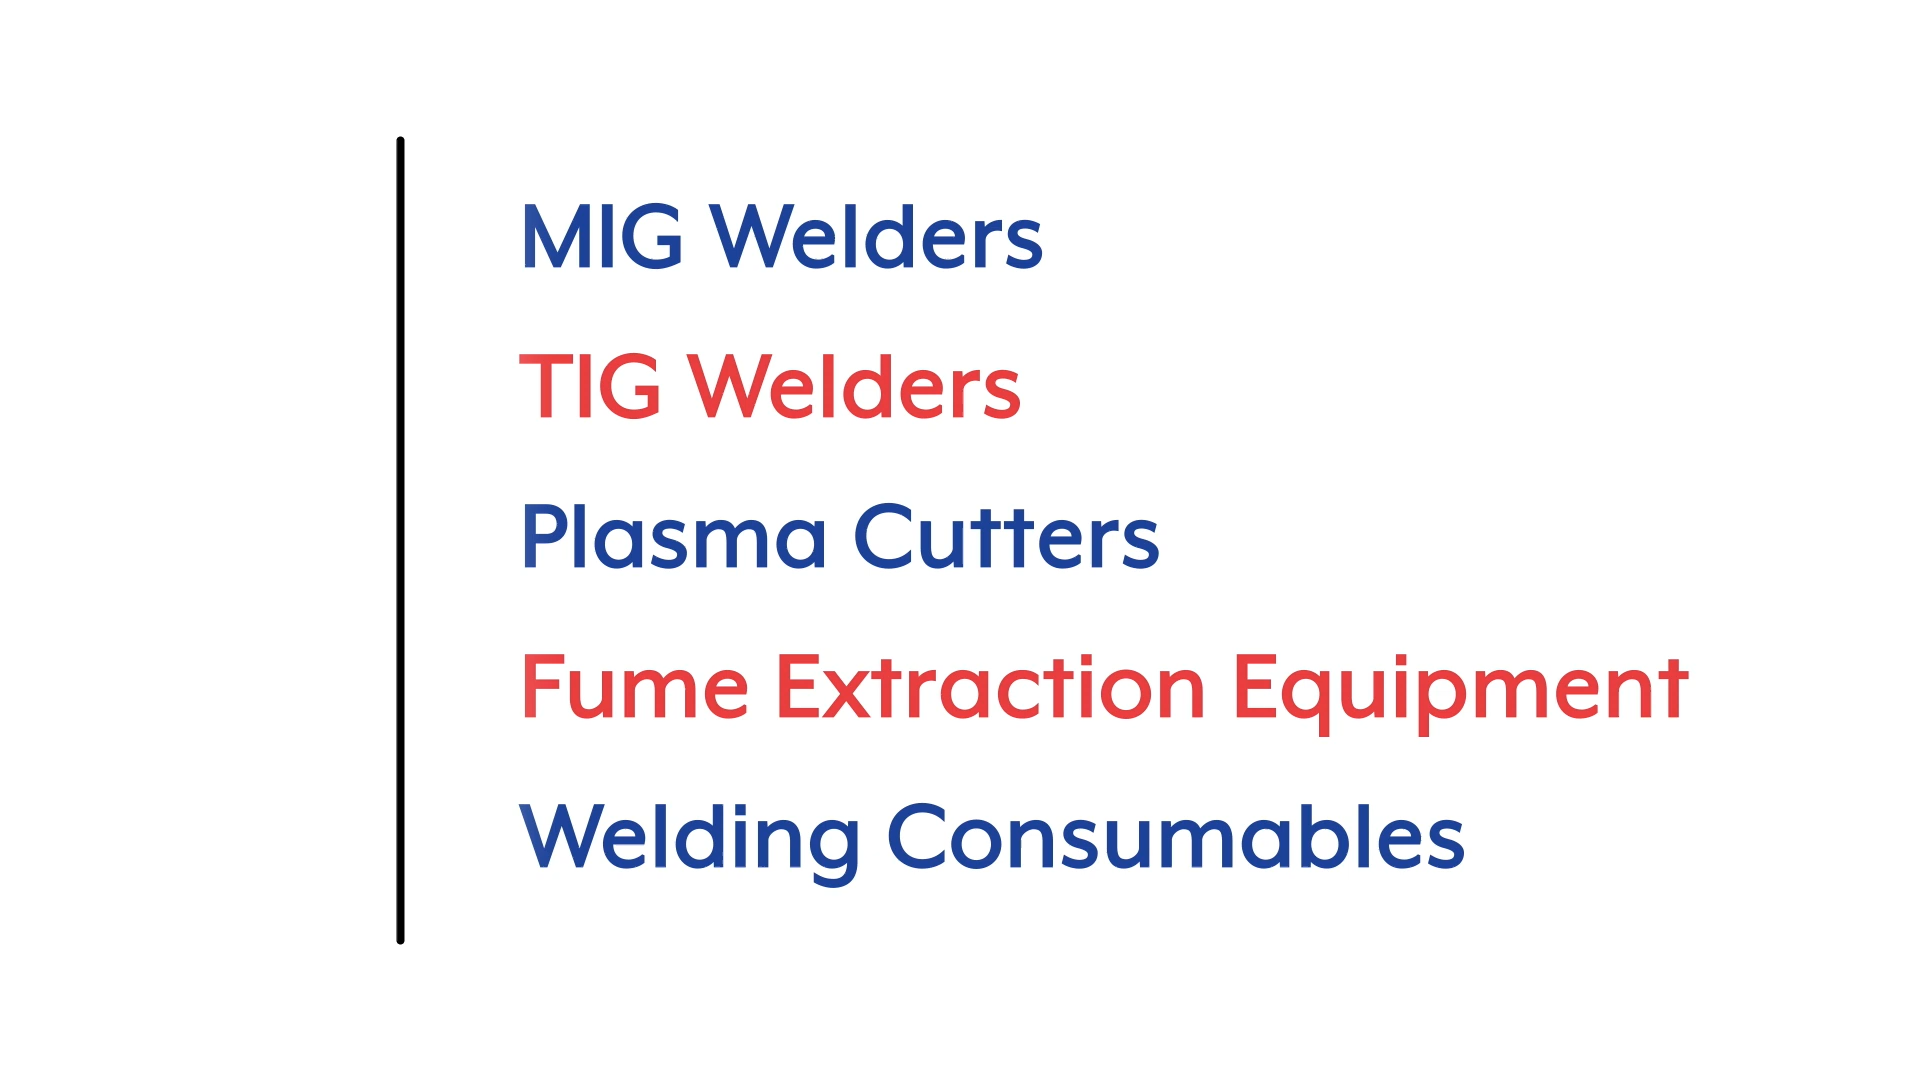 MIG Welders
TIG Welders
Plasma Cutters
Fume Extraction Equipment
Welding Consumables